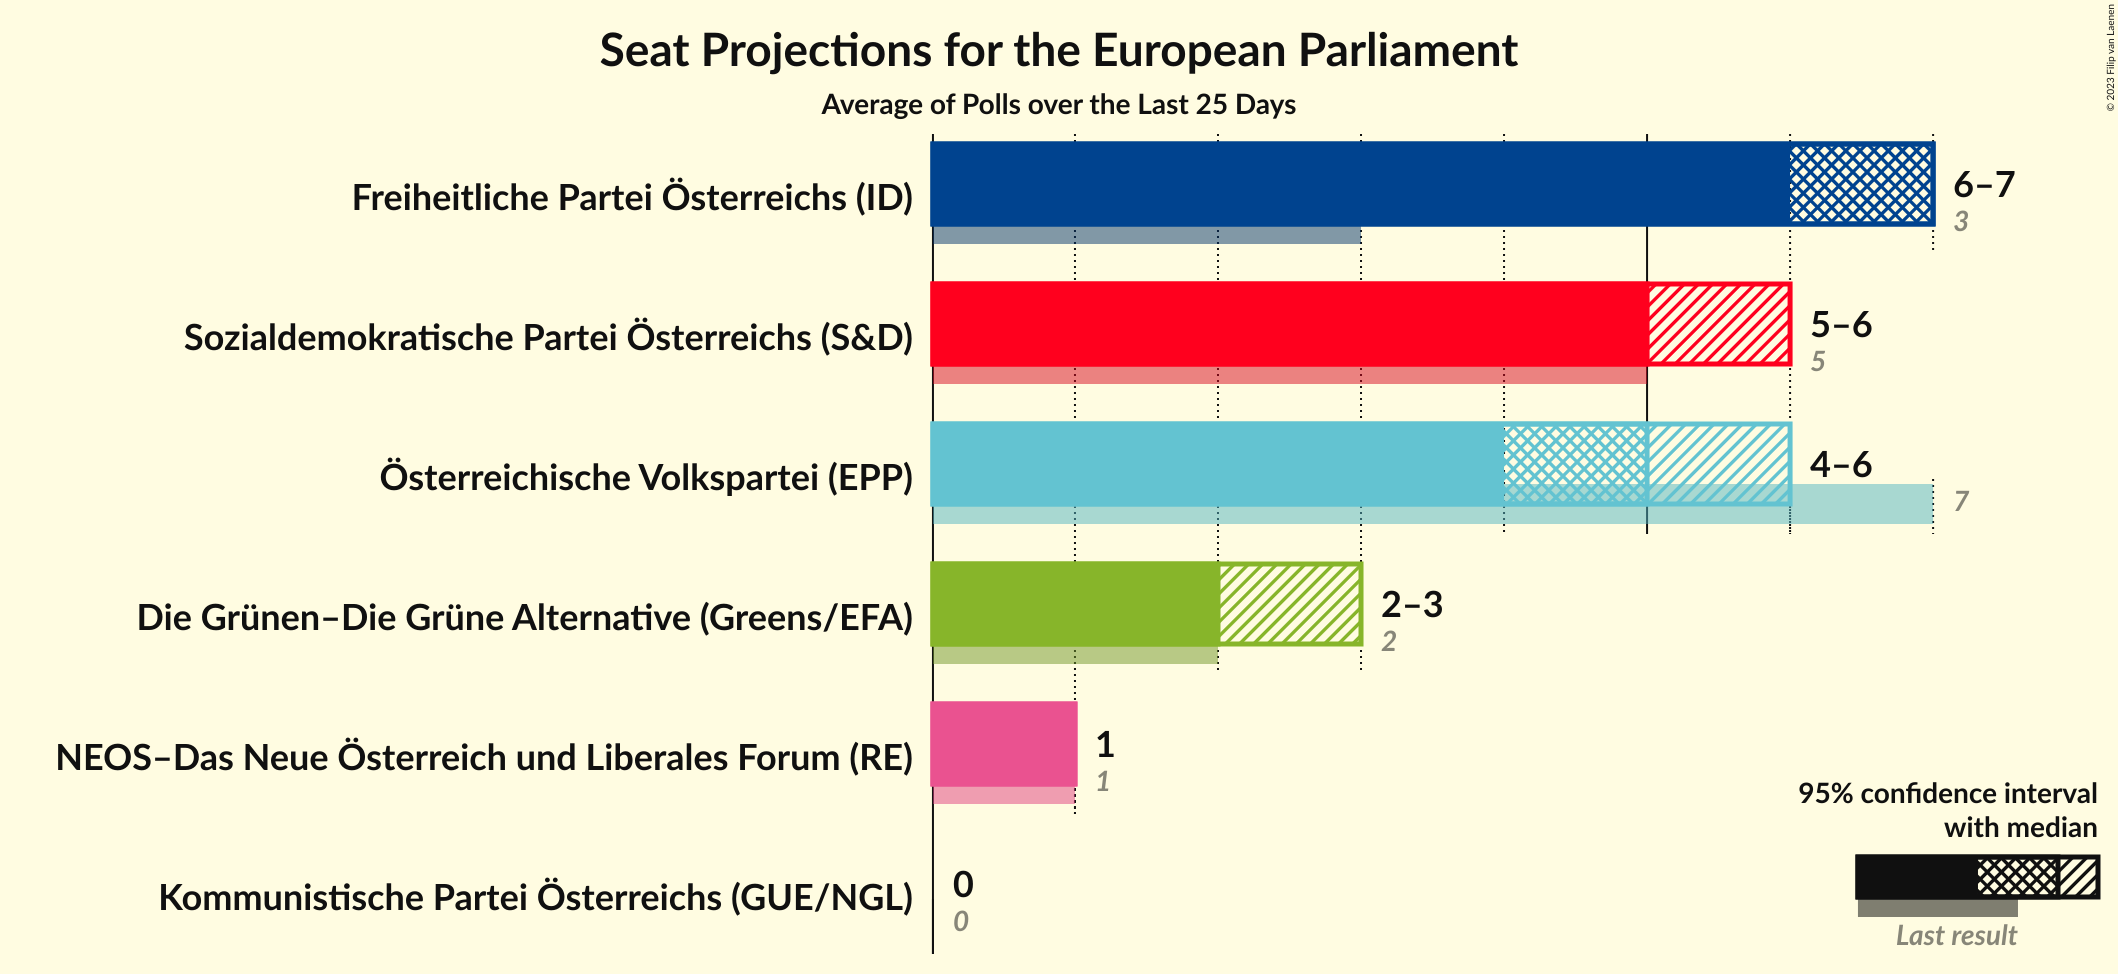 Seat Projections for the European Parliament
Average of Polls over the Last 25 Days
© 2023 Filip van Laenen
Freiheitliche Partei Österreichs (ID)
6–7
3
Sozialdemokratische Partei Österreichs (S&D)
5–6
5
Österreichische Volkspartei (EPP)
4–6
7
Die Grünen–Die Grüne Alternative (Greens/EFA)
2–3
2
NEOS–Das Neue Österreich und Liberales Forum (RE)
1
1
Kommunistische Partei Österreichs (GUE/NGL)
0
0
95% confidence interval
with median
Last result